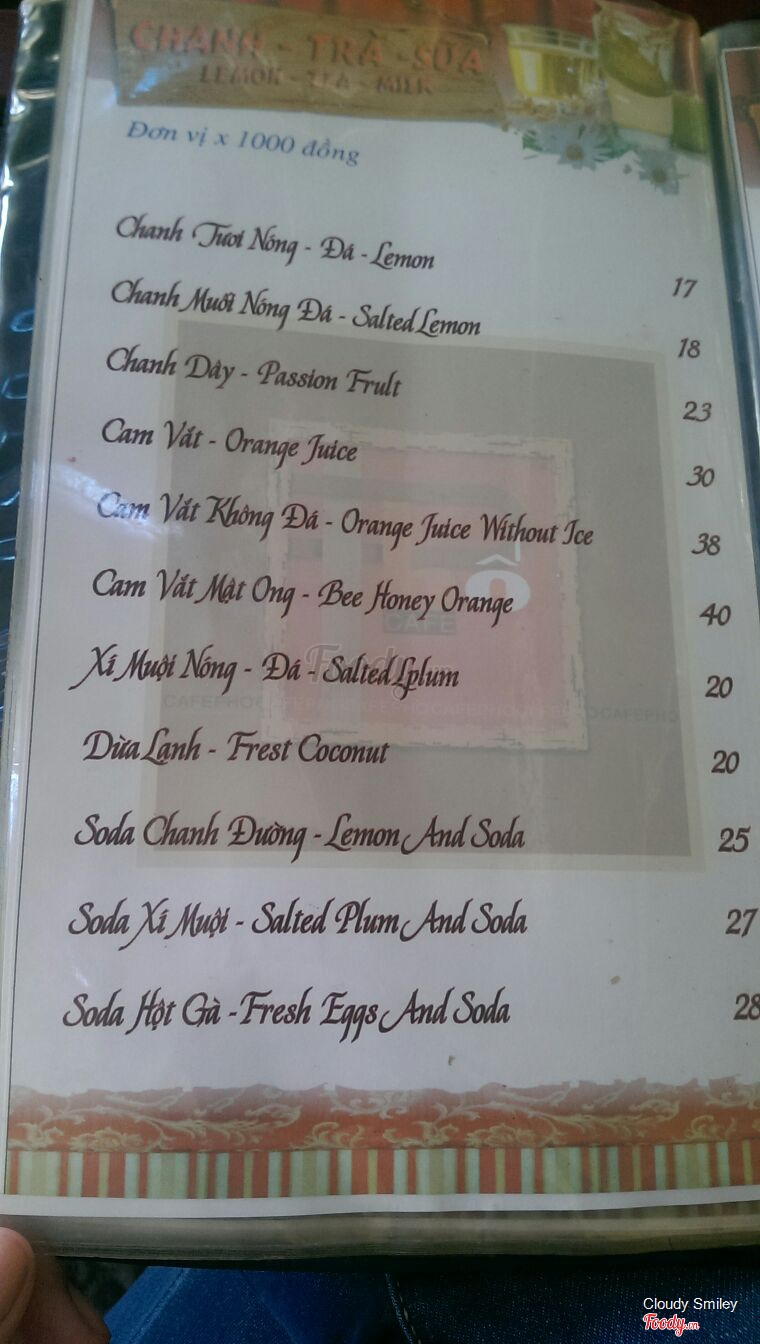 CHANH - TRÀ - SỮA
LEMON - TEA - MILK
Đơn vị x 1000 đồng
Chanh Tươi Nóng - Đá - Lemon 17
Chanh Muối Nóng Đá - Salted Lemon 18
Chanh Dây - Passion Frult 23
Cam Vắt - Orange Juice 30
Cam Vắt Không Đá - Orange Juice Without Ice 38
Cam Vắt Mật Ong - Bee Honey Orange 40
Xí Muội Nóng - Đá - Salted Lplum 20
Dừa Lạnh - Frest Coconut 20
Soda Chanh Đường - Lemon And Soda 25
Soda Xí Muội - Salted Plum And Soda 27
Soda Hột Gà - Fresh Eggs And Soda 28
CAFE
Foody.vn
Cloudy Smiley
Foody.vn